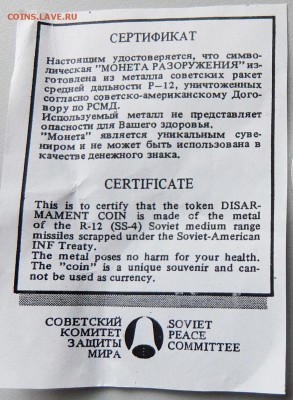 COINS.LAVE.RU
СЕРТИФИКАТ
Настоящим удостоверяется, что символ-
лическая "МОНЕТА РАЗОРУЖЕНИЯ" из-
готовлена из металла советских ракет
средней дальности Р—12, уничтоженных
согласно советско-американскому Дого-
вору по РСМД.
Используемый металл не представляет
опасности для Вашего здоровья.
"Монета" является уникальным суве-
ниром и не может быть использована в
качестве денежного знака.
CERTIFICATE
This is to certify that the token DISAR-
MAMENT COIN is made of the metal
of the R-12 (SS-4) Soviet medium range
missiles scrapped under the Soviet-American
INF Treaty.
The metal poses no harm for your health.
The "coin" is a unique souvenir and can-
not be used as currency.
СОВЕТСКИЙ SOVIET
КОМИТЕТ PEACE
ЗАЩИТЫ COMMITTEE
МИРА